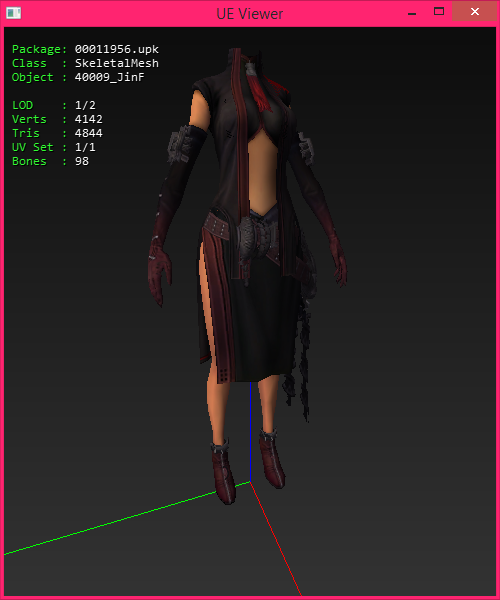 UE Viewer
Package: 00011956.upk
Class : SkeletalMesh
Object : 40009_JinF
LOD : 1/2
Verts : 4142
Tris : 4844
UV Set : 1/1
Bones : 98